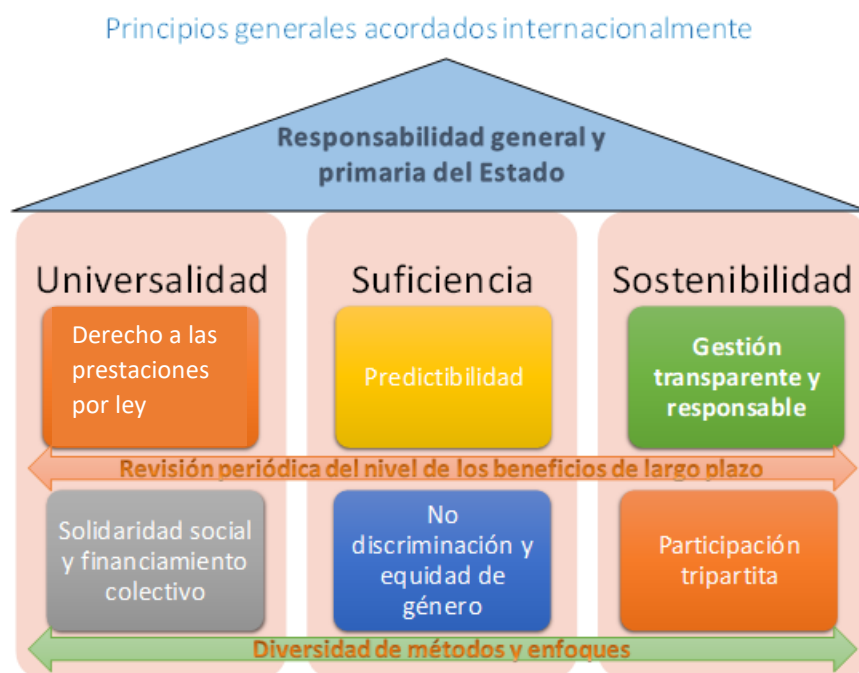 Principios generales acordados internacionalmente
Responsabilidad general y
primaria del Estado
Universalidad
Suficiencia
Sostenibilidad
Derecho a las
prestaciones
por ley
Predictibilidad
Gestión
transparente y
responsable
Revisión periódica del nivel de los beneficios de largo plazo
Solidaridad social
y financiamiento
colectivo
No
discriminación y
equidad de
género
Participación
tripartita
Diversidad de métodos y enfoques